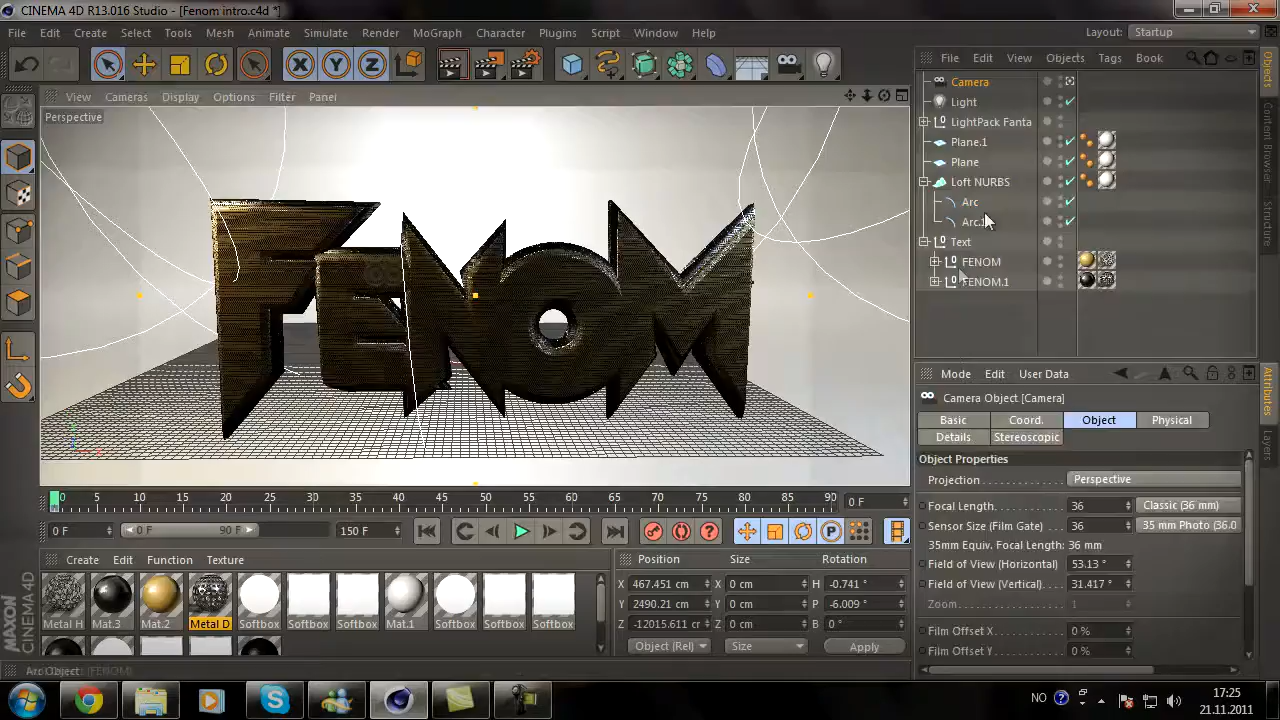 CINEMA 4D R13.016 Studio - [Fenom intro.c4d *]
File Edit Create Select Tools Mesh Animate Simulate Render MoGraph Character Plugins Script Window Help
Layout: Startup
View Cameras Display Options Filter Panel
Perspective
FENOM
File Edit View Objects Tags Book
Camera
Light
LightPack Fanta
Plane.1
Plane
Loft NURBS
Arc
Arc.1
Text
FENOM
FENOM.1
Objects
Content Browser
Structure
Mode Edit User Data
Camera Object [Camera]
Basic Coord. Object Physical
Details Stereoscopic
Object Properties
Projection Perspective
Focal Length 36 Classic (36 mm)
Sensor Size (Film Gate) 36 35 mm Photo (36.0
35mm Equiv. Focal Length: 36 mm
Field of View (Horizontal) 53.13 °
Field of View (Vertical) 31.417 °
Zoom 1
Film Offset X 0 %
Film Offset Y 0 %
Attributes
Layers
0 5 10 15 20 25 30 35 40 45 50 55 60 65 70 75 80 85 90 0 F
0 F 0 F 90 F 150 F
Create Edit Function Texture
Metal H Mat.3 Mat.2 Metal D Softbox Softbox Softbox Mat.1 Softbox Softbox Softbox
Position Size Rotation
X 467.451 cm X 0 cm H -0.741 °
Y 2490.21 cm Y 0 cm P -6.009 °
Z -12015.611 cr Z 0 cm B 0 °
Object (Rel) Size Apply
MAXON
CINEMA 4D
Arc Object
NO 17:25
21.11.2011